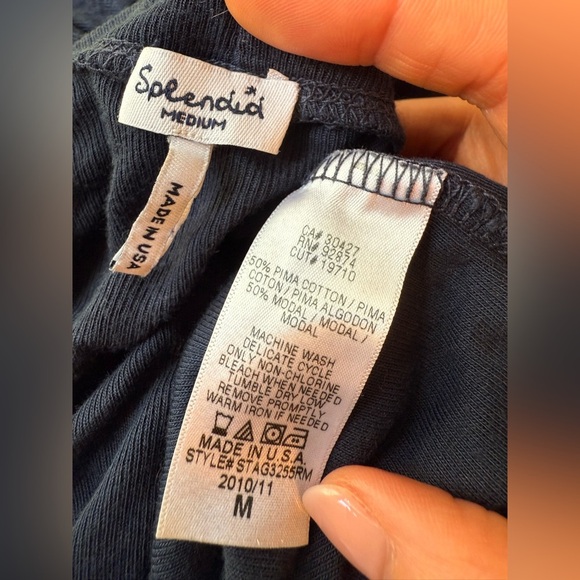 Splendid
MEDIUM
MADE IN USA
CA# 30427
RN# 92874
CUT# 19710
50% PIMA COTTON / PIMA
COTON / PIMA ALGODON
50% MODAL / MODAL /
MODAL
MACHINE WASH
DELICATE CYCLE
ONLY NON-CHLORINE
BLEACH WHEN NEEDED
TUMBLE DRY LOW
REMOVE PROMPTLY
WARM IRON IF NEEDED
MADE IN U.S.A.
STYLE# STAG3255RM
2010/11
M